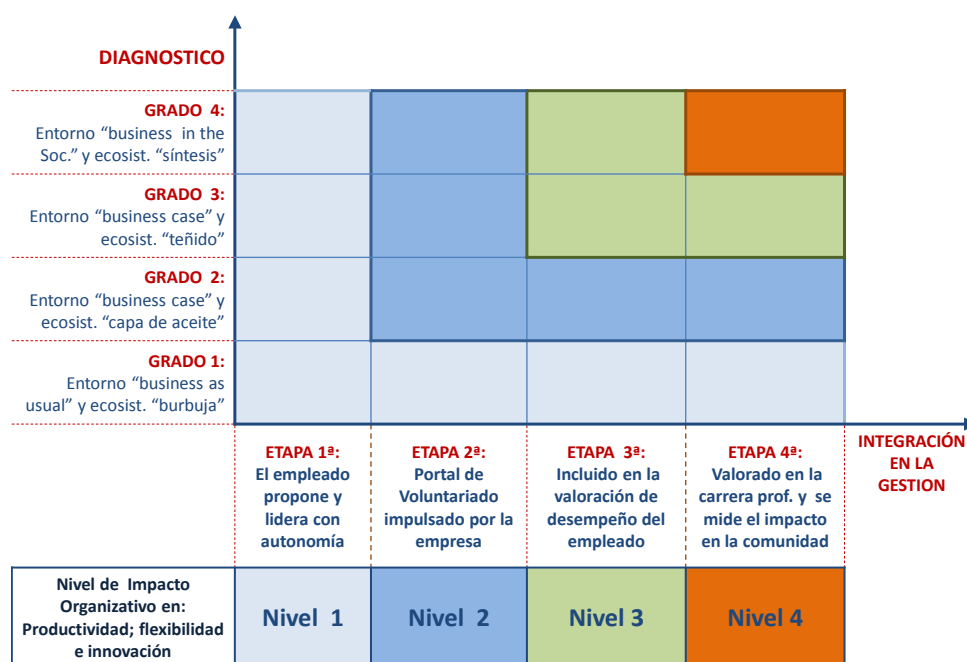 DIAGNOSTICO
GRADO  4:
Entorno “business  in the
Soc.” y ecosist. “síntesis”
GRADO  3:
Entorno “business case” y
ecosist. “teñido”
GRADO  2:
Entorno “business case” y
ecosist. “capa de aceite”
GRADO 1:
Entorno “business as
usual” y ecosist. “burbuja”
ETAPA 1ª:
El empleado
propone y
lidera con
autonomía
ETAPA 2ª:
Portal de
Voluntariado
impulsado por la
empresa
ETAPA  3ª:
Incluido en la
valoración de
desempeño del
empleado
ETAPA 4ª:
Valorado en la
carrera prof. y  se
mide el impacto
en la comunidad
INTEGRACIÓN
EN LA
GESTION
Nivel de  Impacto
Organizativo en:
Productividad; flexibilidad
e innovación
Nivel  1
Nivel  2
Nivel 3
Nivel 4